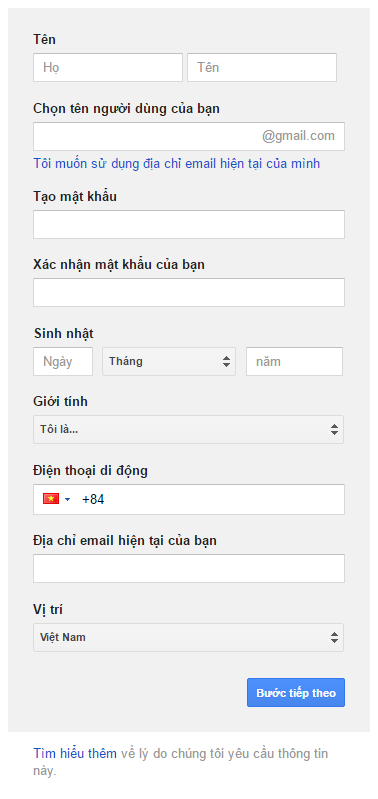 Tên
Họ Tên
Chọn tên người dùng của bạn
@gmail.com
Tôi muốn sử dụng địa chỉ email hiện tại của mình
Tạo mật khẩu
Xác nhận mật khẩu của bạn
Sinh nhật
Ngày Tháng năm
Giới tính
Tôi là...
Điện thoại di động
+84
Địa chỉ email hiện tại của bạn
Vị trí
Việt Nam
Bước tiếp theo
Tìm hiểu thêm về lý do chúng tôi yêu cầu thông tin
này.